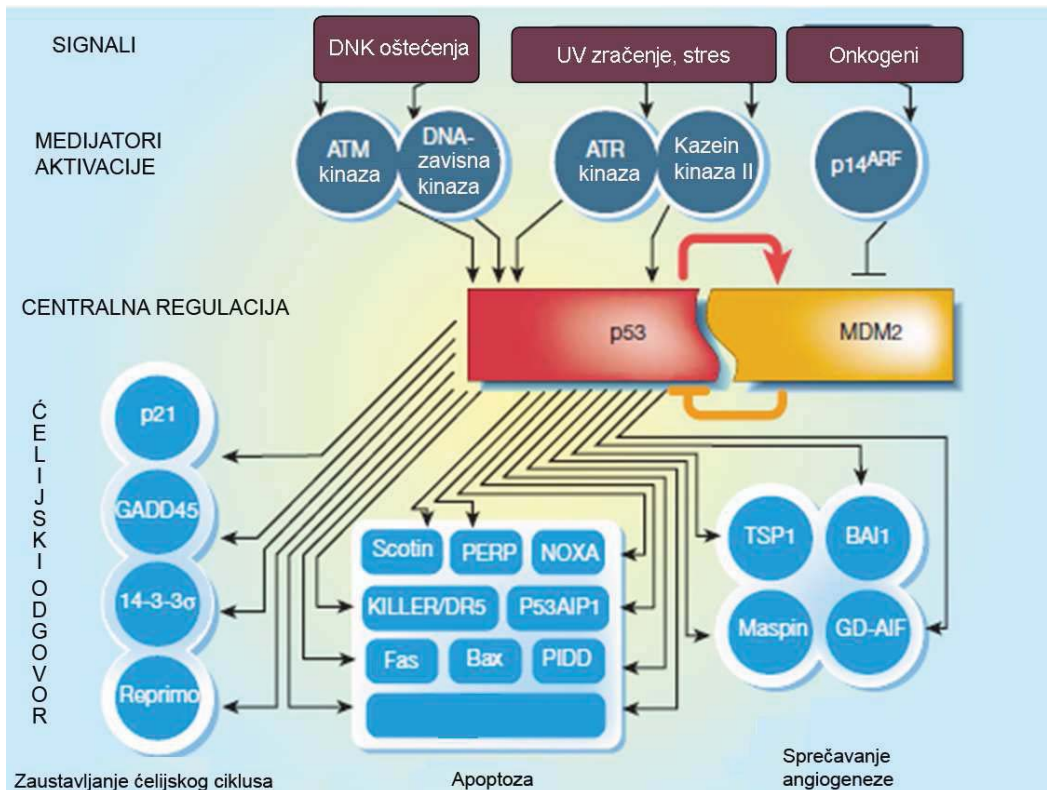 SIGNALI
DNK oštećenja
UV zračenje, stres
Onkogeni
MEDIJATORI
AKTIVACIJE
ATM
kinaza
DNA-
zavisna
kinaza
ATR
kinaza
Kazein
kinaza II
p14ARF
CENTRALNA REGULACIJA
p53
MDM2
ĆELIJSKI ODGOVOR
p21
GADD45
14-3-3σ
Reprimo
Scotin
PERP
NOXA
KILLER/DR5
P53AIP1
Fas
Bax
PIDD
TSP1
BAI1
Maspin
GD-AIF
Zaustavljanje ćelijskog ciklusa
Apoptoza
Sprečavanje
angiogeneze